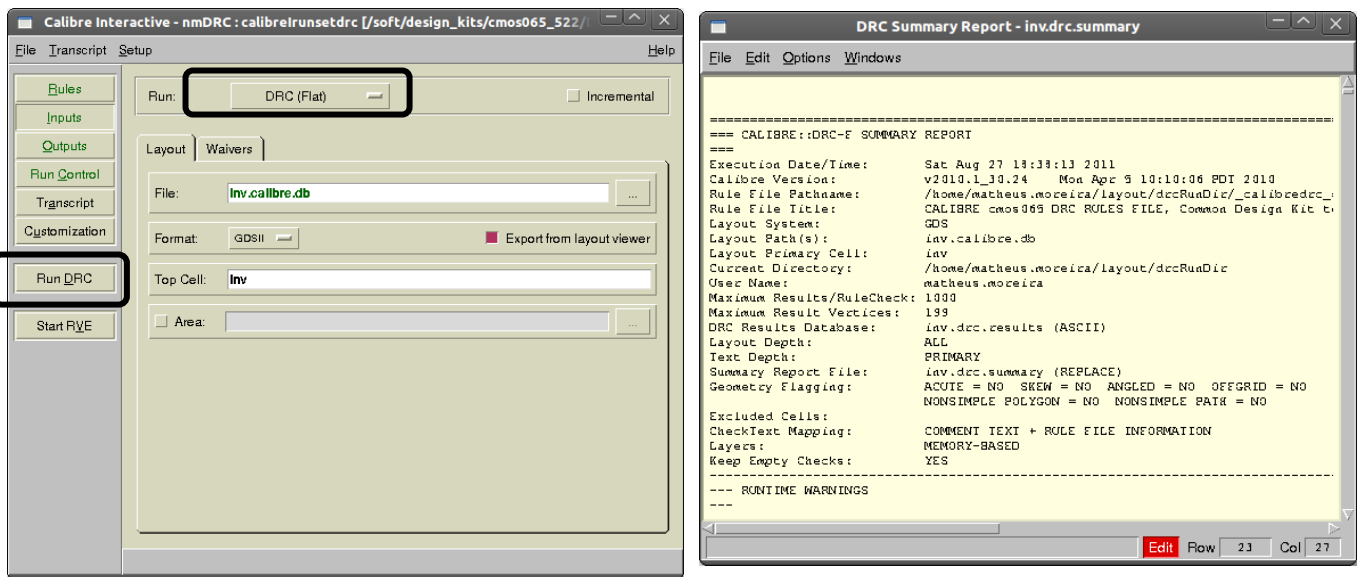 Calibre Interactive - nmDRC : calibreIrunsetdrc [/soft/design_kits/cmos065_522/
File Transcript Setup Help
Rules
Inputs
Outputs
Run Control
Transcript
Customization
Run DRC
Start RVE
Run: DRC (Flat) Incremental
Layout Waivers
File: inv.calibre.db ...
Format: GDSII Export from layout viewer
Top Cell: inv
Area: ...
DRC Summary Report - inv.drc.summary
File Edit Options Windows
==================================================================================
=== CALIBRE::DRC-F SUMMARY REPORT
===
Execution Date/Time: Sat Aug 27 18:38:13 2011
Calibre Version: v2010.1_30.24 Mon Apr 5 10:10:06 PDT 2010
Rule File Pathname: /home/matheus.moreira/layout/drcRunDir/_calibredrc_
Rule File Title: CALIBRE cmos065 DRC RULES FILE, Common Design Kit t
Layout System: GDS
Layout Path(s): inv.calibre.db
Layout Primary Cell: inv
Current Directory: /home/matheus.moreira/layout/drcRunDir
User Name: matheus.moreira
Maximum Results/RuleCheck: 1000
Maximum Result Vertices: 199
DRC Results Database: inv.drc.results (ASCII)
Layout Depth: ALL
Text Depth: PRIMARY
Summary Report File: inv.drc.summary (REPLACE)
Geometry Flagging: ACUTE = NO SKEW = NO ANGLED = NO OFFGRID = NO
NONSIMPLE POLYGON = NO NONSIMPLE PATH = NO
Excluded Cells:
CheckText Mapping: COMMENT TEXT + RULE FILE INFORMATION
Layers: MEMORY-BASED
Keep Empty Checks: YES
----------------------------------------------------------------------------------
--- RUNTIME WARNINGS
---
Edit Row 23 Col 27